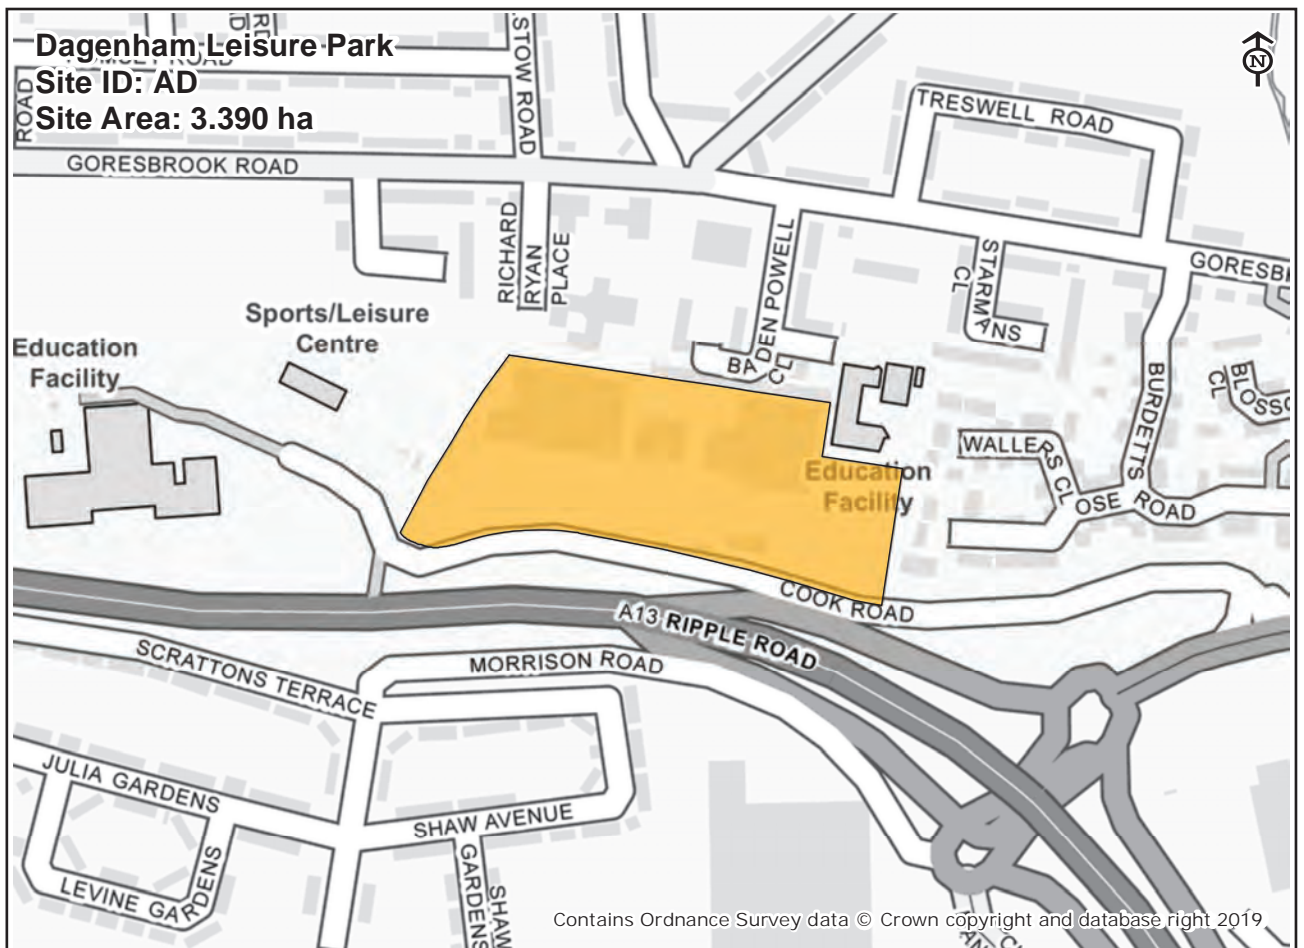 Dagenham Leisure Park
Site ID: AD
Site Area: 3.390 ha
N
ROAD
STOW ROAD
GORESBROOK ROAD
TRESWELL ROAD
RICHARD
RYAN
PLACE
BADEN POWELL
CL
STARMANS
CL
GORESB
Sports/Leisure
Centre
Education
Facility
BURDETTS ROAD
BLOSSO
CL
WALLERS CLOSE
Education
Facility
COOK ROAD
A13 RIPPLE ROAD
SCRATTONS TERRACE
MORRISON ROAD
JULIA GARDENS
SHAW AVENUE
LEVINE GARDENS
SHAW
GARDENS
Contains Ordnance Survey data © Crown copyright and database right 2019